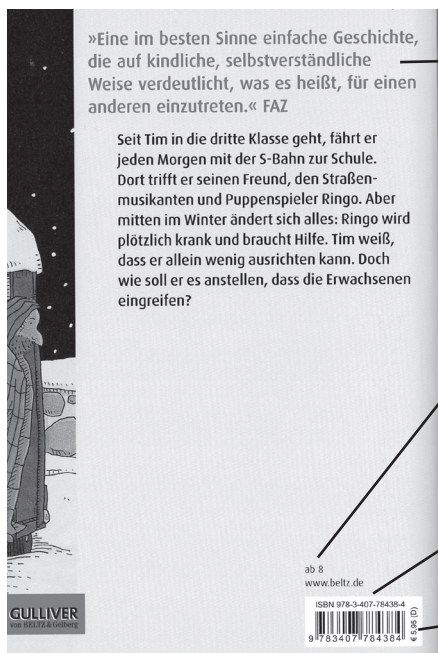 »Eine im besten Sinne einfache Geschichte,
die auf kindliche, selbstverständliche
Weise verdeutlicht, was es heißt, für einen
anderen einzutreten.« FAZ
Seit Tim in die dritte Klasse geht, fährt er
jeden Morgen mit der S-Bahn zur Schule.
Dort trifft er seinen Freund, den Straßen-
musikanten und Puppenspieler Ringo. Aber
mitten im Winter ändert sich alles: Ringo wird
plötzlich krank und braucht Hilfe. Tim weiß,
dass er allein wenig ausrichten kann. Doch
wie soll er es anstellen, dass die Erwachsenen
eingreifen?
ab 8
www.beltz.de
ISBN 978-3-407-78438-4
9 783407 784384
€ 5,95 (D)
GULLIVER
von BELTZ & Gelberg